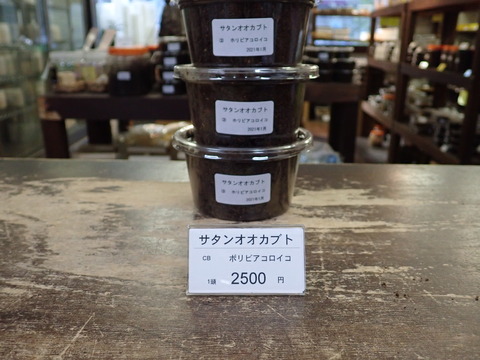 サタンオオカブト
② ボリビアコロイコ
2021年1月
サタンオオカブト
② ボリビアコロイコ
2021年1月
サタンオオカブト
② ボリビアコロイコ
2021年1月
サタンオオカブト
CB ボリビアコロイコ
1頭 2500 円